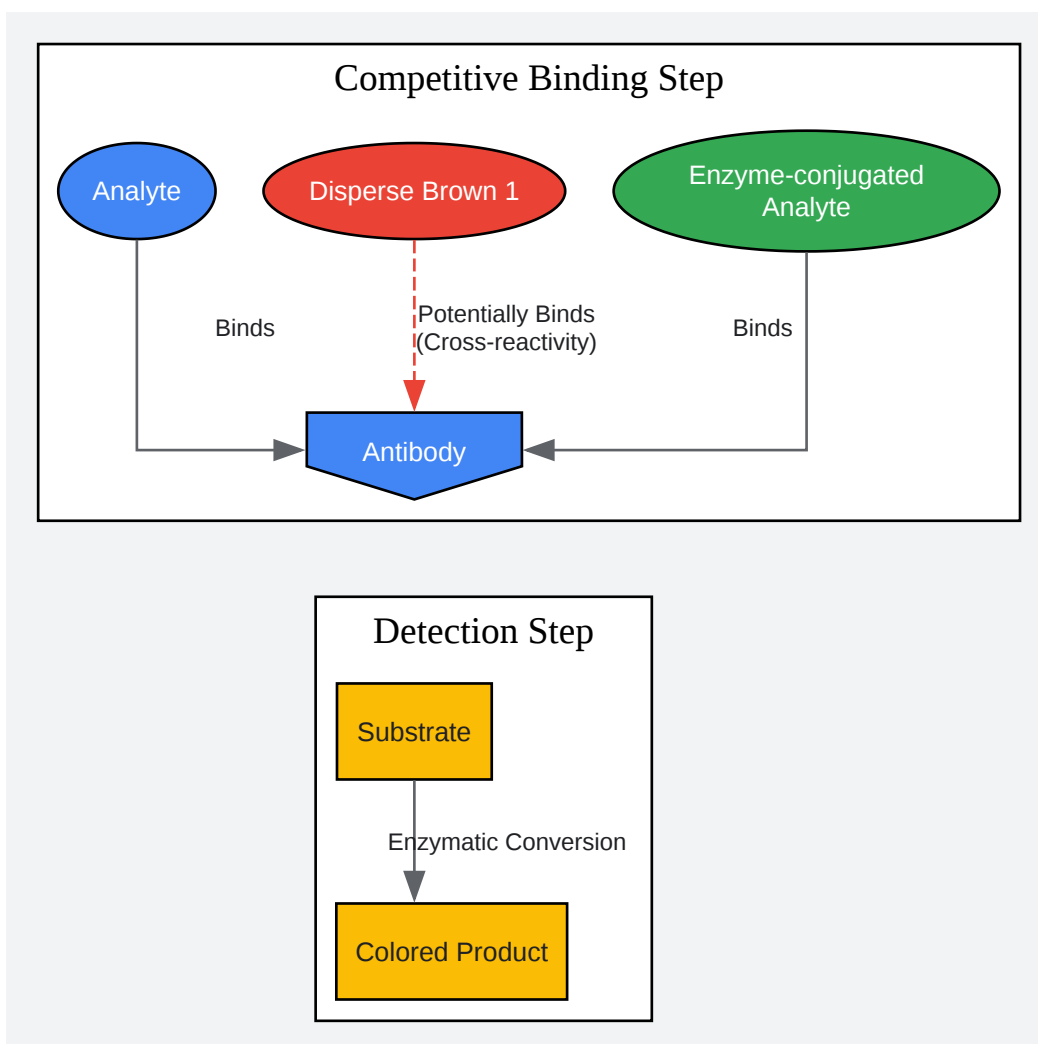 Competitive Binding Step
Analyte
Disperse Brown 1
Enzyme-conjugated
Analyte
Binds
Potentially Binds
(Cross-reactivity)
Binds
Antibody
Detection Step
Substrate
Enzymatic Conversion
Colored Product